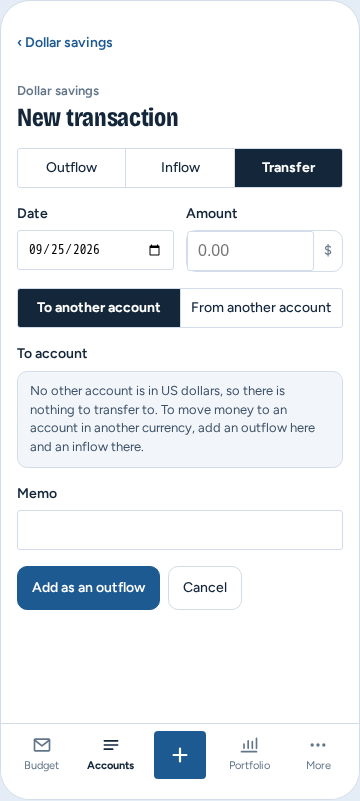 ‹ Dollar savings
Dollar savings
New transaction
Outflow Inflow Transfer
Date Amount
09/25/2026 0.00 $
To another account From another account
To account
No other account is in US dollars, so there is
nothing to transfer to. To move money to an
account in another currency, add an outflow here
and an inflow there.
Memo
Add as an outflow Cancel
+
Budget Accounts Portfolio More